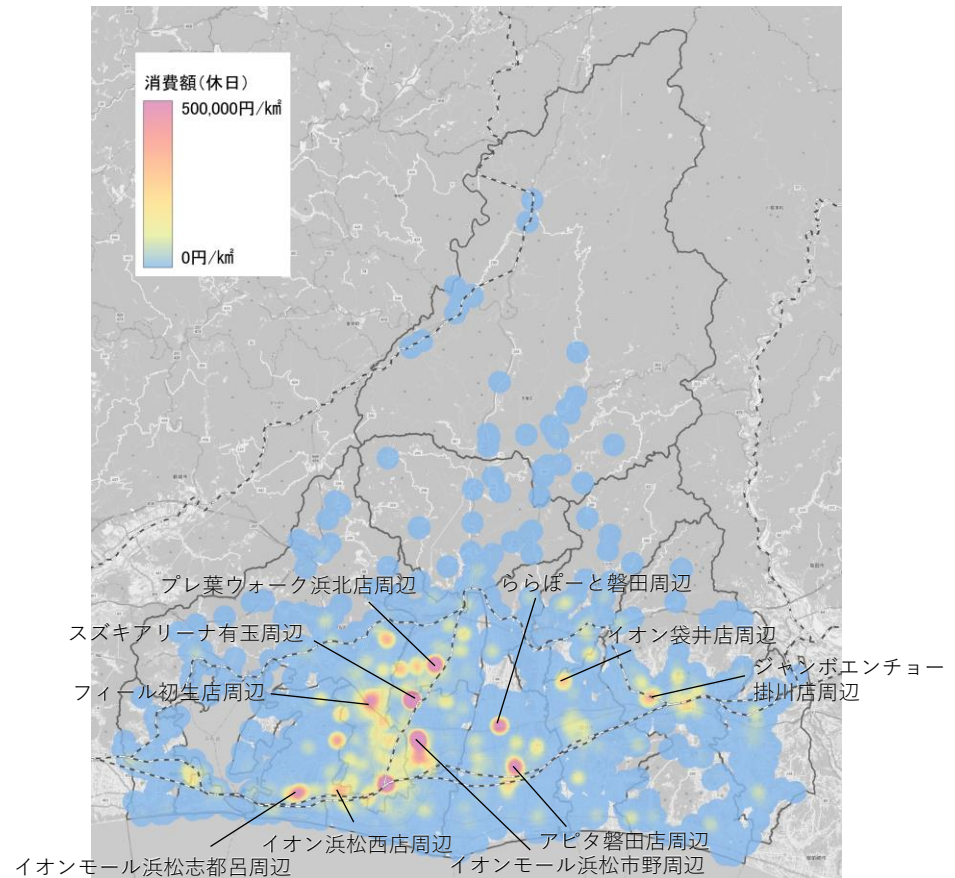 消費額(休日)
500,000円/k㎡
0円/k㎡
プレ葉ウォーク浜北店周辺
ららぽーと磐田周辺
スズキアリーナ有玉周辺
イオン袋井店周辺
ジャンボエンチョー
掛川店周辺
フィール初生店周辺
イオン浜松西店周辺
アピタ磐田店周辺
イオンモール浜松志都呂周辺
イオンモール浜松市野周辺